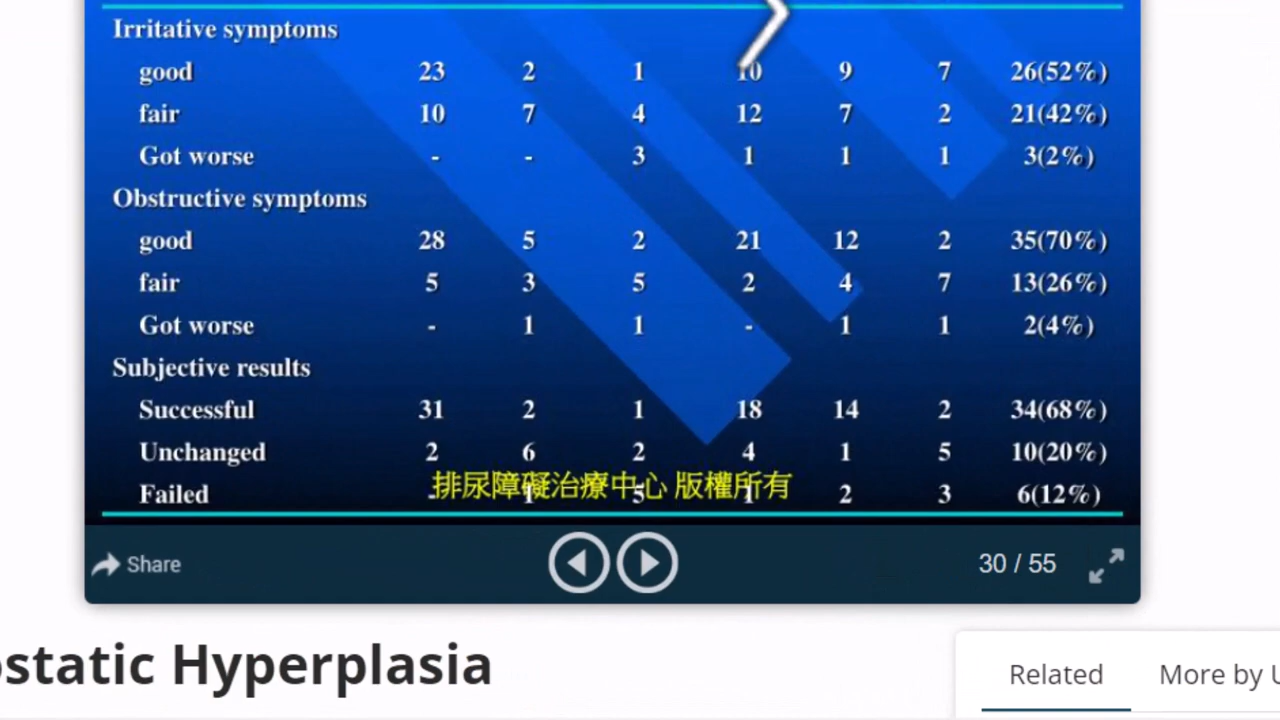 Irritative symptoms
good 23 2 1 10 9 7 26(52%)
fair 10 7 4 12 7 2 21(42%)
Got worse - - 3 1 1 1 3(2%)
Obstructive symptoms
good 28 5 2 21 12 2 35(70%)
fair 5 3 5 2 4 7 13(26%)
Got worse - 1 1 - 1 1 2(4%)
Subjective results
Successful 31 2 1 18 14 2 34(68%)
Unchanged 2 6 2 4 1 5 10(20%)
排尿障礙治療中心 版權所有
Failed - 1 5 1 2 3 6(12%)
Share 30 / 55
static Hyperplasia
Related More by